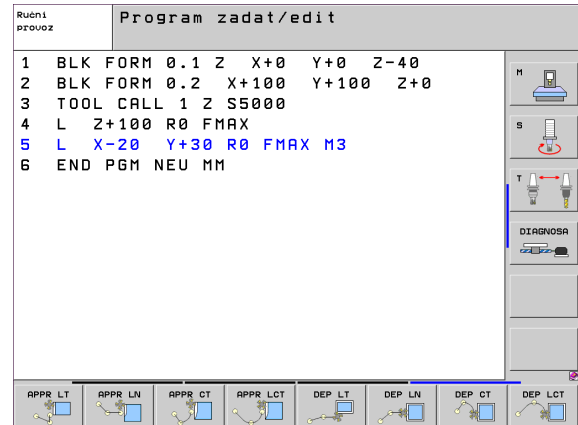 Ruční
provoz
Program zadat/edit
1 BLK FORM 0.1 Z X+0 Y+0 Z-40
2 BLK FORM 0.2 X+100 Y+100 Z+0
3 TOOL CALL 1 Z S5000
4 L Z+100 R0 FMAX
5 L X-20 Y+30 R0 FMAX M3
6 END PGM NEU MM
M
S
T
DIAGNOSA
APPR LT
APPR LN
APPR CT
APPR LCT
DEP LT
DEP LN
DEP CT
DEP LCT